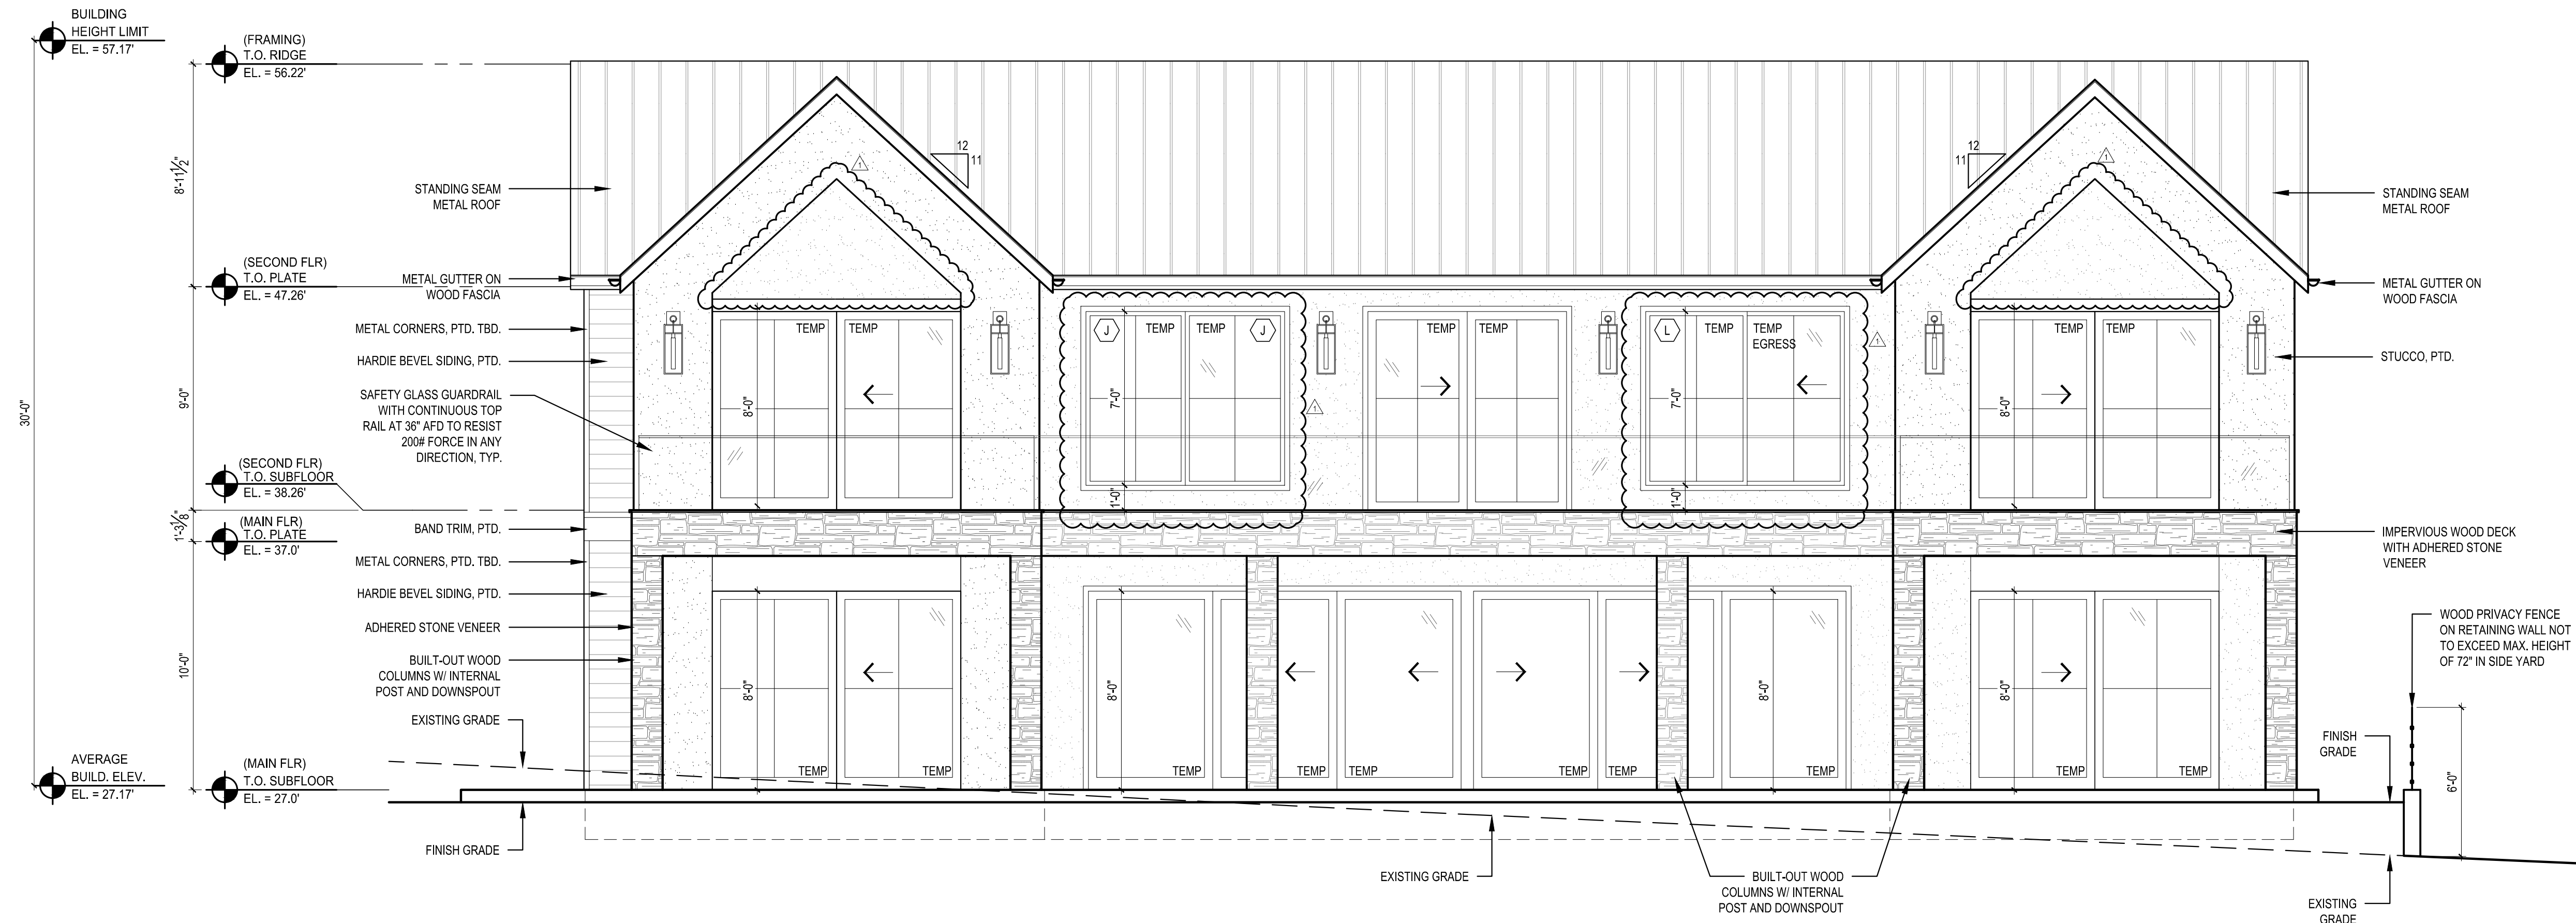 BUILDING
HEIGHT LIMIT
EL. = 57.17'
(FRAMING)
T.O. RIDGE
EL. = 56.22'
8'-11 1/2"
(SECOND FLR)
T.O. PLATE
EL. = 47.26'
9'-0"
30'-0"
(SECOND FLR)
T.O. SUBFLOOR
EL. = 38.26'
1'-3 1/8"
(MAIN FLR)
T.O. PLATE
EL. = 37.0'
10'-0"
AVERAGE
BUILD. ELEV.
EL. = 27.17'
(MAIN FLR)
T.O. SUBFLOOR
EL. = 27.0'
STANDING SEAM
METAL ROOF
METAL GUTTER ON
WOOD FASCIA
METAL CORNERS, PTD. TBD.
HARDIE BEVEL SIDING, PTD.
SAFETY GLASS GUARDRAIL
WITH CONTINUOUS TOP
RAIL AT 36" AFD TO RESIST
200# FORCE IN ANY
DIRECTION, TYP.
BAND TRIM, PTD.
METAL CORNERS, PTD. TBD.
HARDIE BEVEL SIDING, PTD.
ADHERED STONE VENEER
BUILT-OUT WOOD
COLUMNS W/ INTERNAL
POST AND DOWNSPOUT
EXISTING GRADE
FINISH GRADE
12
11
1
12
11
1
TEMP
TEMP
8'-0"
J
TEMP
TEMP
J
7'-0"
1'-0"
1
TEMP
TEMP
L
TEMP
TEMP
EGRESS
7'-0"
1'-0"
1
TEMP
TEMP
8'-0"
8'-0"
TEMP
TEMP
8'-0"
TEMP
TEMP
TEMP
TEMP
TEMP
TEMP
8'-0"
8'-0"
TEMP
TEMP
EXISTING GRADE
BUILT-OUT WOOD
COLUMNS W/ INTERNAL
POST AND DOWNSPOUT
STANDING SEAM
METAL ROOF
METAL GUTTER ON
WOOD FASCIA
STUCCO, PTD.
IMPERVIOUS WOOD DECK
WITH ADHERED STONE
VENEER
WOOD PRIVACY FENCE
ON RETAINING WALL NOT
TO EXCEED MAX. HEIGHT
OF 72" IN SIDE YARD
FINISH
GRADE
6'-0"
EXISTING
GRADE